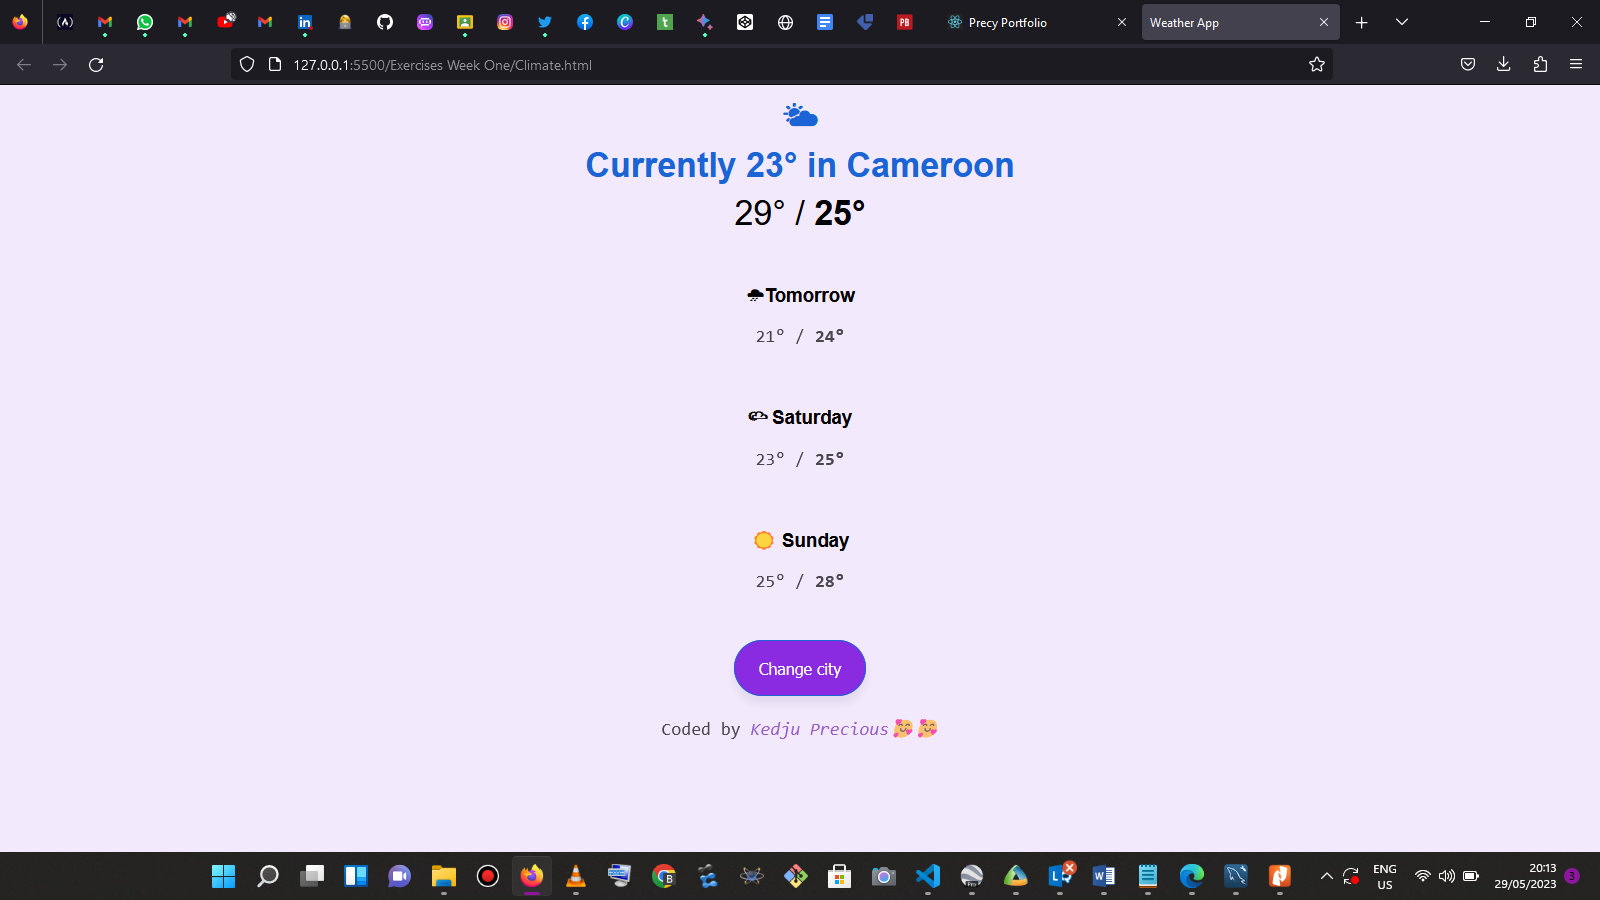 Precy Portfolio
Weather App
127.0.0.1:5500/Exercises Week One/Climate.html
Currently 23° in Cameroon
29° / 25°
Tomorrow
21° / 24°
Saturday
23° / 25°
Sunday
25° / 28°
Change city
Coded by Kedju Precious
ENG
US
20:13
29/05/2023
3